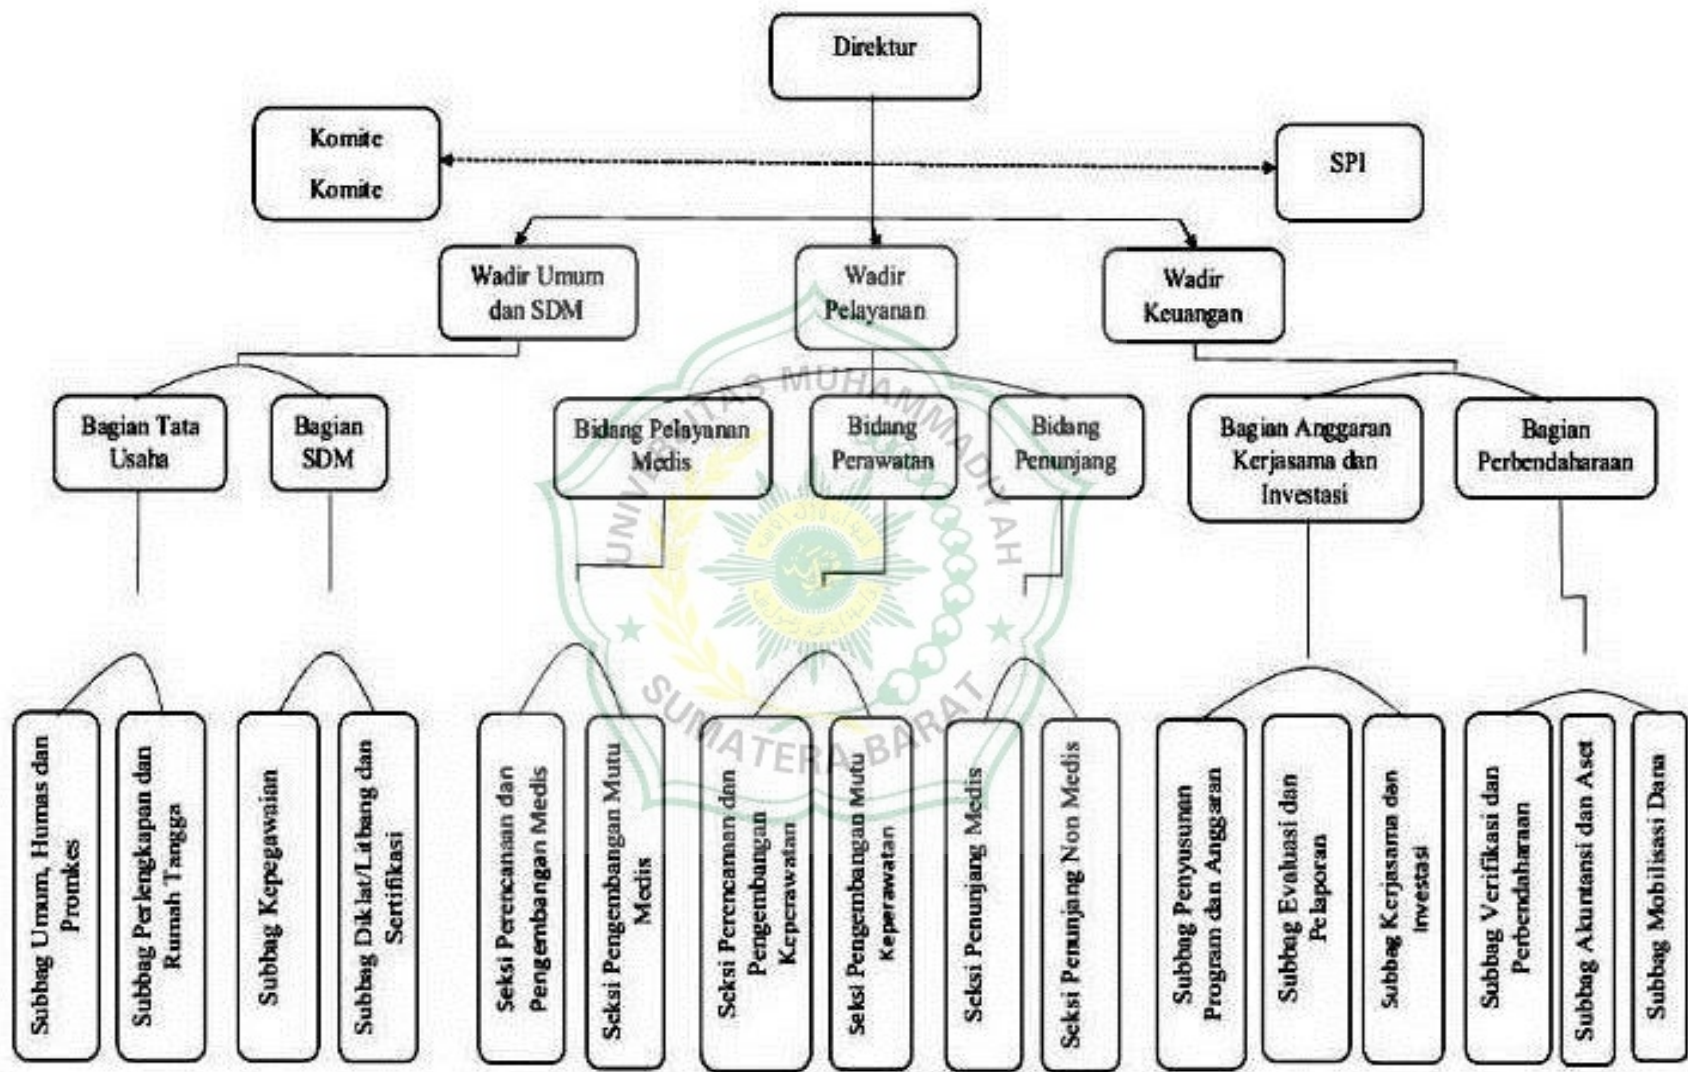 Direktur
Komite
Komite
SPI
Wadir Umum
dan SDM
Wadir
Pelayanan
Wadir
Keuangan
Bagian Tata
Usaha
Bagian
SDM
Bidang Pelayanan
Medis
Bidang
Perawatan
Bidang
Penunjang
Bagian Anggaran
Kerjasama dan
Investasi
Bagian
Perbendaharaan
UNIVERSITAS MUHAMMADIYAH
SUMATERA BARAT
Subbag Umum, Humas dan
Promkes
Subbag Perlengkapan dan
Rumah Tangga
Subbag Kepegawaian
Subbag Diklat/Litbang dan
Sertifikasi
Seksi Perencanaan dan
Pengembangan Medis
Seksi Pengembangan Mutu
Medis
Seksi Perencanaan dan
Pengembangan
Keperawatan
Seksi Pengembangan Mutu
Keperawatan
Seksi Penunjang Medis
Seksi Penunjang Non Medis
Subbag Penyusunan
Program dan Anggaran
Subbag Evaluasi dan
Pelaporan
Subbag Kerjasama dan
Investasi
Subbag Verifikasi dan
Perbendaharaan
Subbag Akuntansi dan Aset
Subbag Mobilisasi Dana